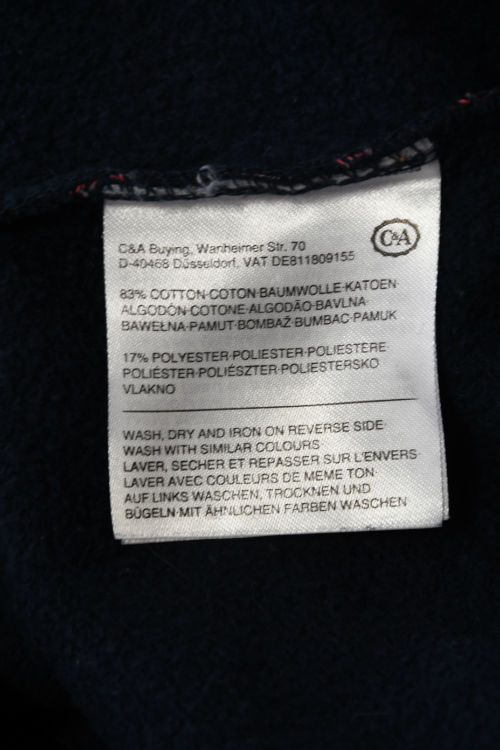 C&A Buying, Wanheimer Str. 70
D-40468 Düsseldorf, VAT DE811809155
C&A
83% COTTON·COTON·BAUMWOLLE·KATOEN·
ALGODÓN·COTONE·ALGODÃO·BAVLNA·
BAWEŁNA·PAMUT·BOMBAŽ·BUMBAC·PAMUK
17% POLYESTER·POLIESTER·POLIESTERE·
POLIÉSTER·POLIÉSZTER·POLIESTERSKO
VLAKNO
WASH, DRY AND IRON ON REVERSE SIDE·
WASH WITH SIMILAR COLOURS
LAVER, SECHER ET REPASSER SUR L'ENVERS·
LAVER AVEC COULEURS DE MEME TON·
AUF LINKS WASCHEN, TROCKNEN UND
BÜGELN·MIT ÄHNLICHEN FARBEN WASCHEN